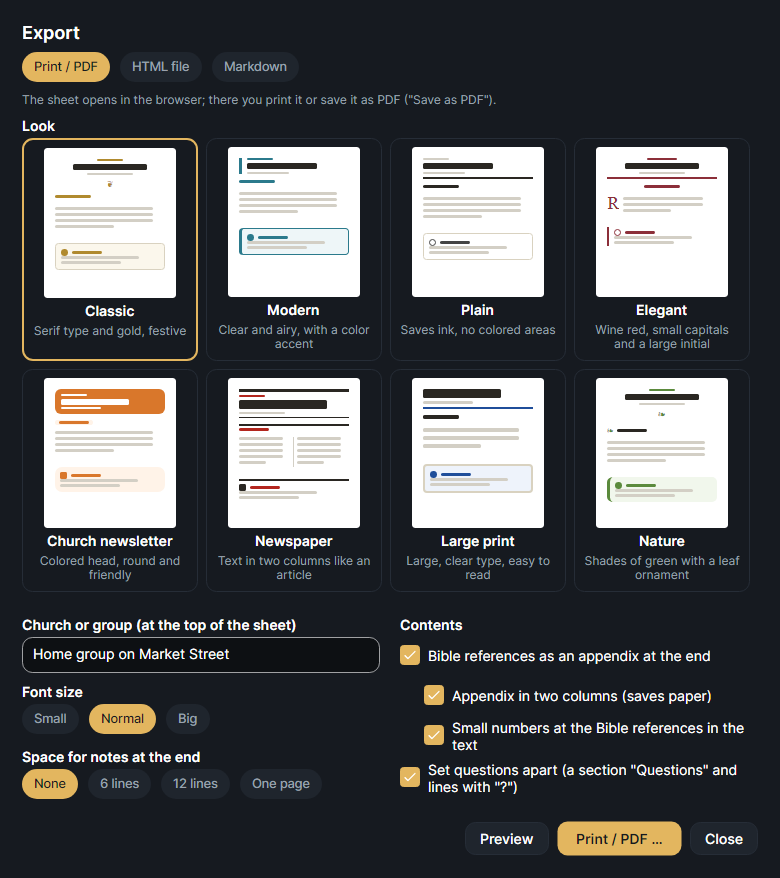 Export
Print / PDF
HTML file
Markdown
The sheet opens in the browser; there you print it or save it as PDF ("Save as PDF").
Look
Classic
Serif type and gold, festive
Modern
Clear and airy, with a color
accent
Plain
Saves ink, no colored areas
R
Elegant
Wine red, small capitals
and a large initial
Church newsletter
Colored head, round and
friendly
Newspaper
Text in two columns like an
article
Large print
Large, clear type, easy to
read
Nature
Shades of green with a leaf
ornament
Church or group (at the top of the sheet)
Home group on Market Street
Font size
Small
Normal
Big
Space for notes at the end
None
6 lines
12 lines
One page
Contents
Bible references as an appendix at the end
Appendix in two columns (saves paper)
Small numbers at the Bible references in the
text
Set questions apart (a section "Questions" and
lines with "?")
Preview
Print / PDF ...
Close